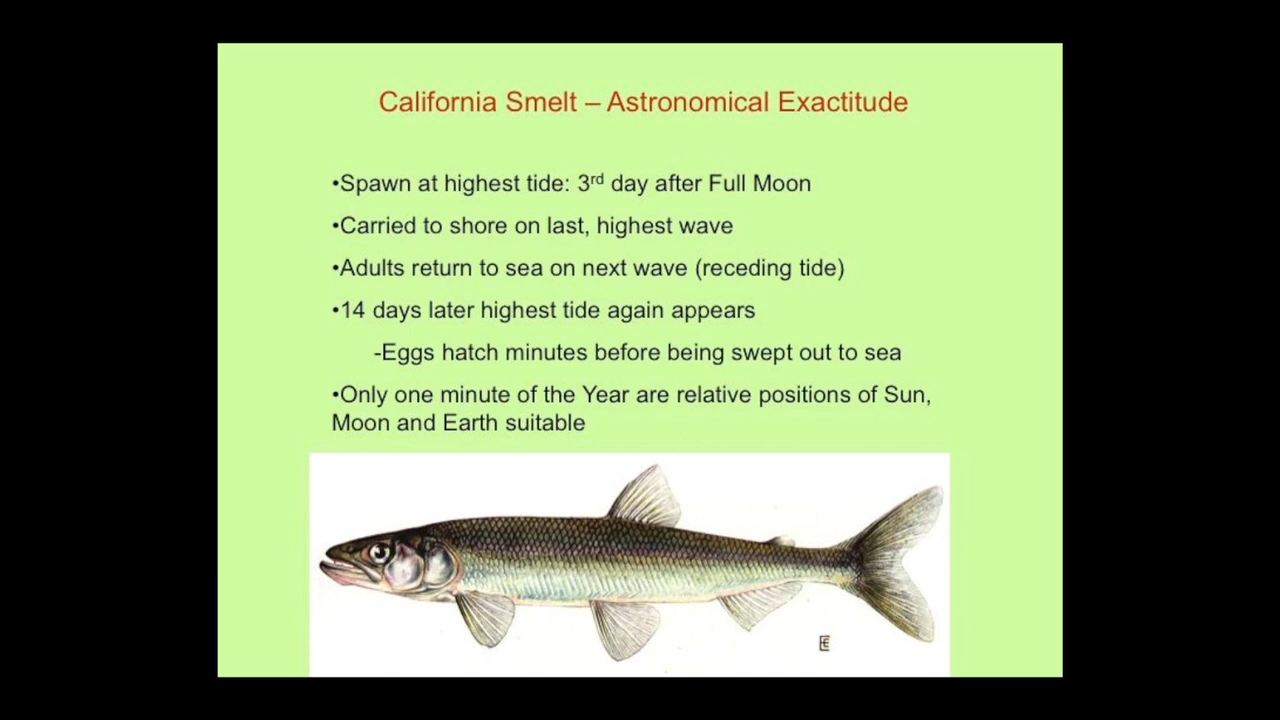 California Smelt – Astronomical Exactitude
•Spawn at highest tide: 3rd day after Full Moon
•Carried to shore on last, highest wave
•Adults return to sea on next wave (receding tide)
•14 days later highest tide again appears
-Eggs hatch minutes before being swept out to sea
•Only one minute of the Year are relative positions of Sun,
Moon and Earth suitable